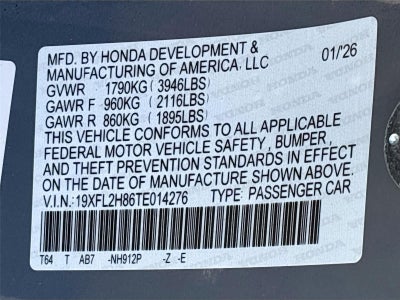 MFD. BY HONDA DEVELOPMENT &
MANUFACTURING OF AMERICA, LLC 01/'26
GVWR 1790KG (3946LBS)
GAWR F 960KG (2116LBS)
GAWR R 860KG (1895LBS)
THIS VEHICLE CONFORMS TO ALL APPLICABLE
FEDERAL MOTOR VEHICLE SAFETY, BUMPER,
AND THEFT PREVENTION STANDARDS IN EFFECT
ON THE DATE OF MANUFACTURE SHOWN ABOVE.
V.I.N.:19XFL2H86TE014276 TYPE: PASSENGER CAR
T64 T AB7 -NH912P -Z -E